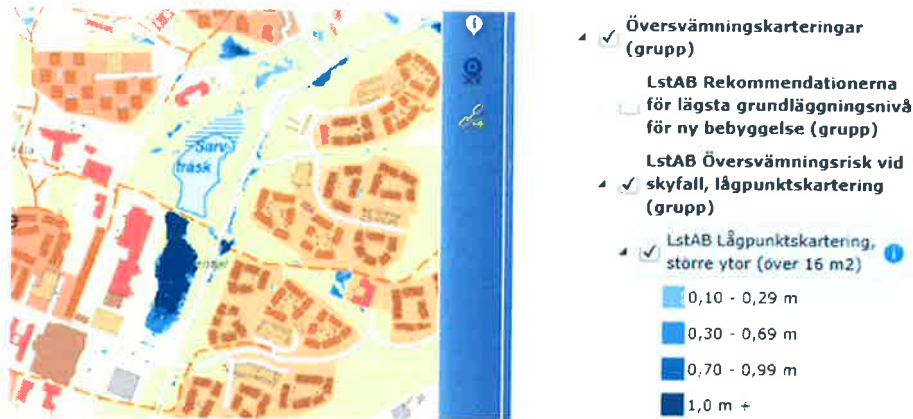 Sarv
träsk
Översvämningskarteringar
(grupp)
LstAB Rekommendationerna
för lägsta grundläggningsnivå
för ny bebyggelse (grupp)
LstAB Översvämningsrisk vid
skyfall, lågpunktskartering
(grupp)
LstAB Lågpunktskartering,
större ytor (över 16 m2)
0,10 - 0,29 m
0,30 - 0,69 m
0,70 - 0,99 m
1,0 m +